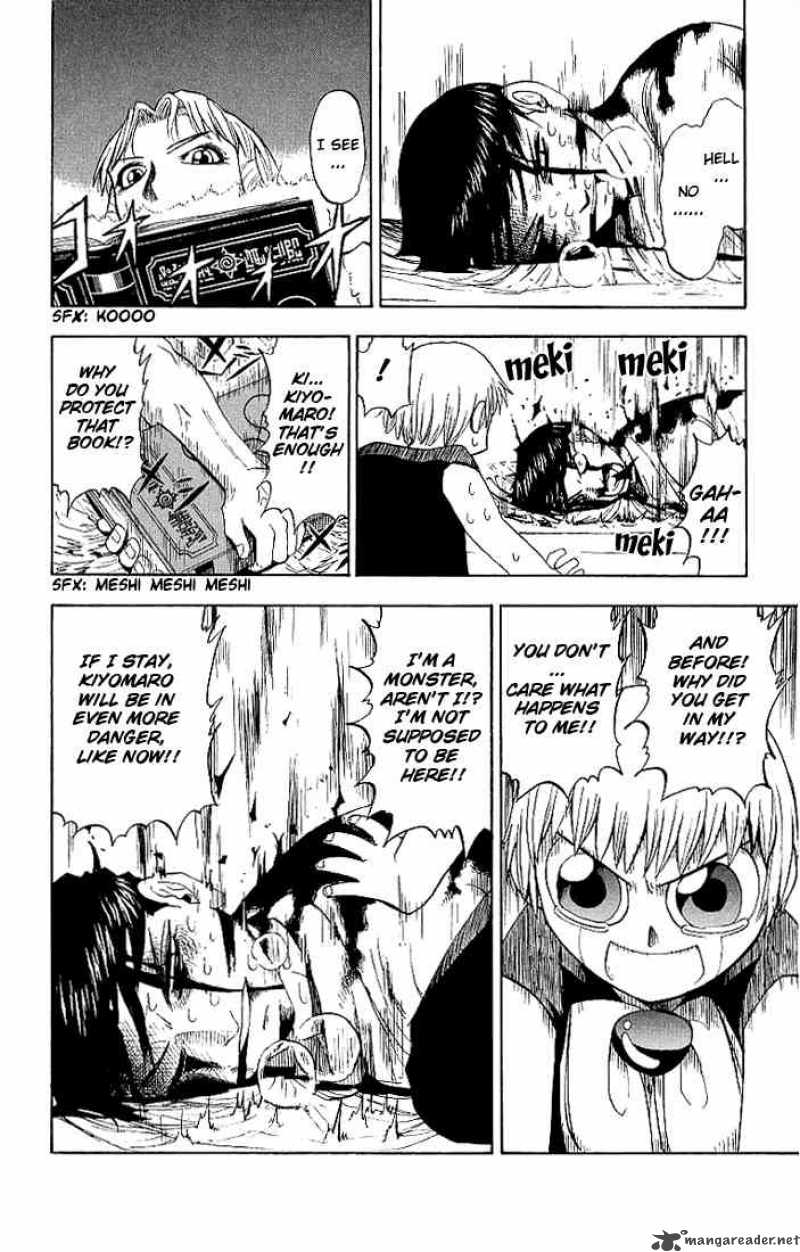 HELL
...
NO
......
I SEE
...
SFX: KOOOO
!
meki
meki
GAH-
AA
!!!
meki
KI...
KIYO-
MARO!
THAT'S
ENOUGH
!!
WHY
DO YOU
PROTECT
THAT
BOOK!?
SFX: MESHI MESHI MESHI
AND
BEFORE!
WHY DID
YOU GET
IN MY
WAY!!?
YOU DON'T
...
CARE WHAT
HAPPENS
TO ME!!
I'M A
MONSTER,
AREN'T I!?
I'M NOT
SUPPOSED
TO BE
HERE!!
IF I STAY,
KIYOMARO
WILL BE IN
EVEN MORE
DANGER,
LIKE NOW!!
mangareader.net